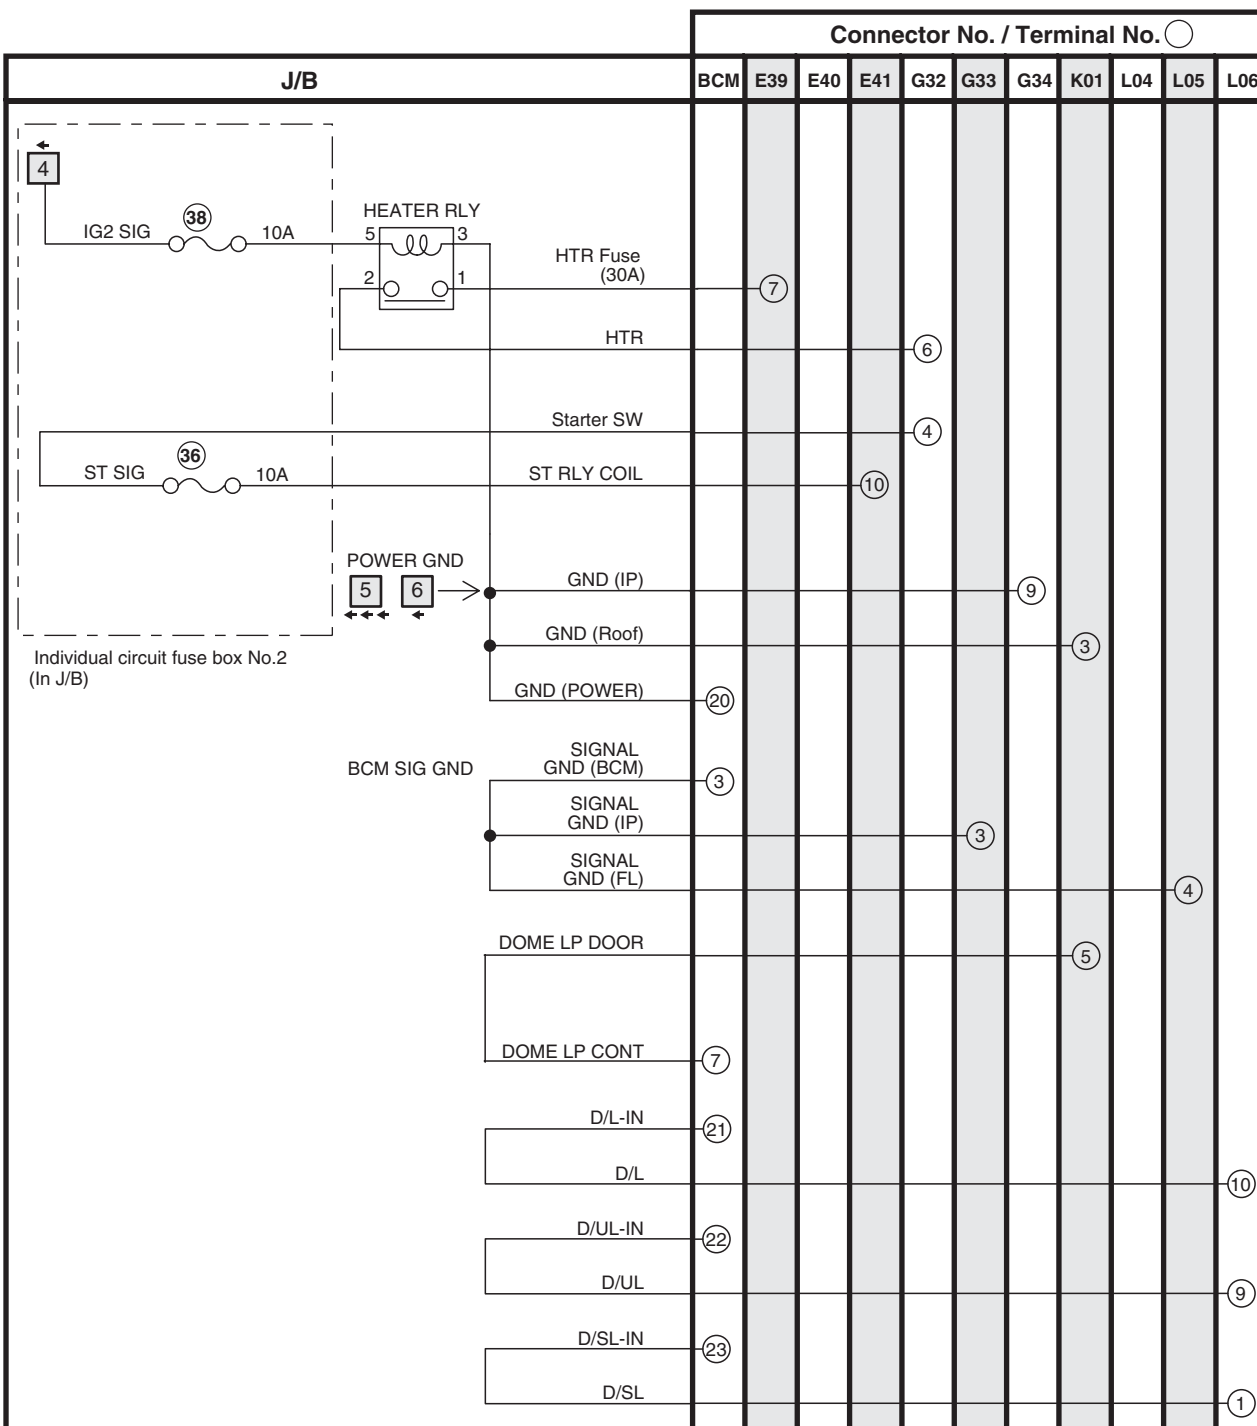 Connector No. / Terminal No.
J/B BCM E39 E40 E41 G32 G33 G34 K01 L04 L05 L06
4
38
IG2 SIG 10A
HEATER RLY
5 3
2 1
HTR Fuse
(30A)
7
HTR
6
Starter SW
4
36
ST SIG 10A
ST RLY COIL
10
POWER GND
5 6
GND (IP)
9
GND (Roof)
3
Individual circuit fuse box No.2
(In J/B)
GND (POWER)
20
BCM SIG GND
SIGNAL
GND (BCM)
3
SIGNAL
GND (IP)
3
SIGNAL
GND (FL)
4
DOME LP DOOR
5
DOME LP CONT
7
D/L-IN
21
D/L
10
D/UL-IN
22
D/UL
9
D/SL-IN
23
D/SL
1